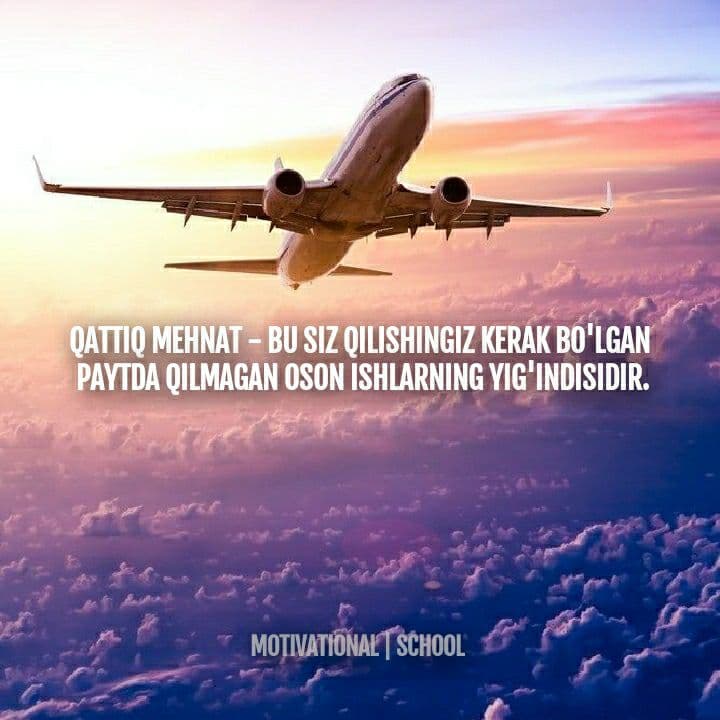 QATTIQ MEHNAT - BU SIZ QILISHINGIZ KERAK BO'LGAN
PAYTDA QILMAGAN OSON ISHLARNING YIG'INDISIDIR.
MOTIVATIONAL | SCHOOL